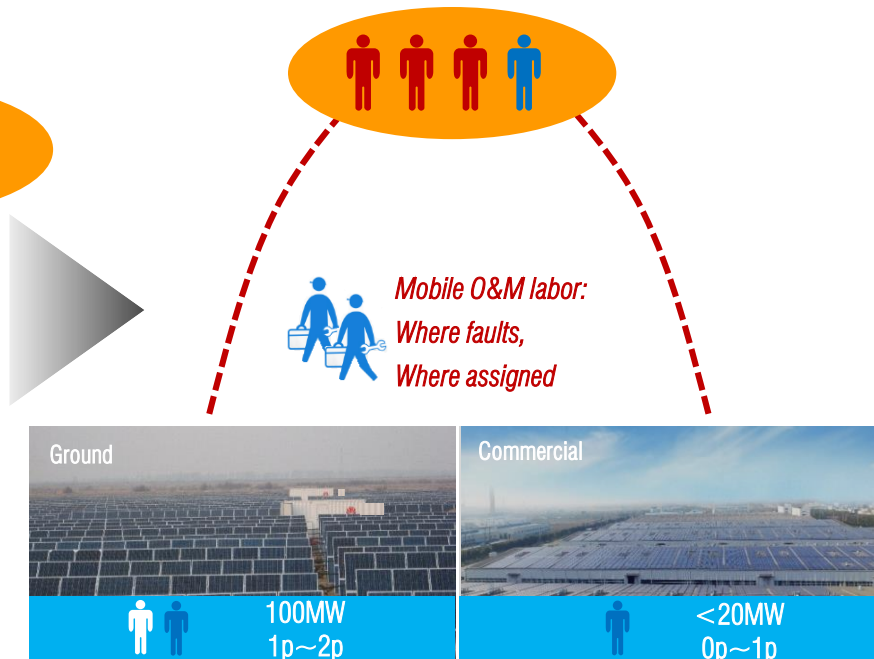 Mobile O&M labor:
Where faults,
Where assigned
Ground
Commercial
100MW
1p~2p
<20MW
0p~1p